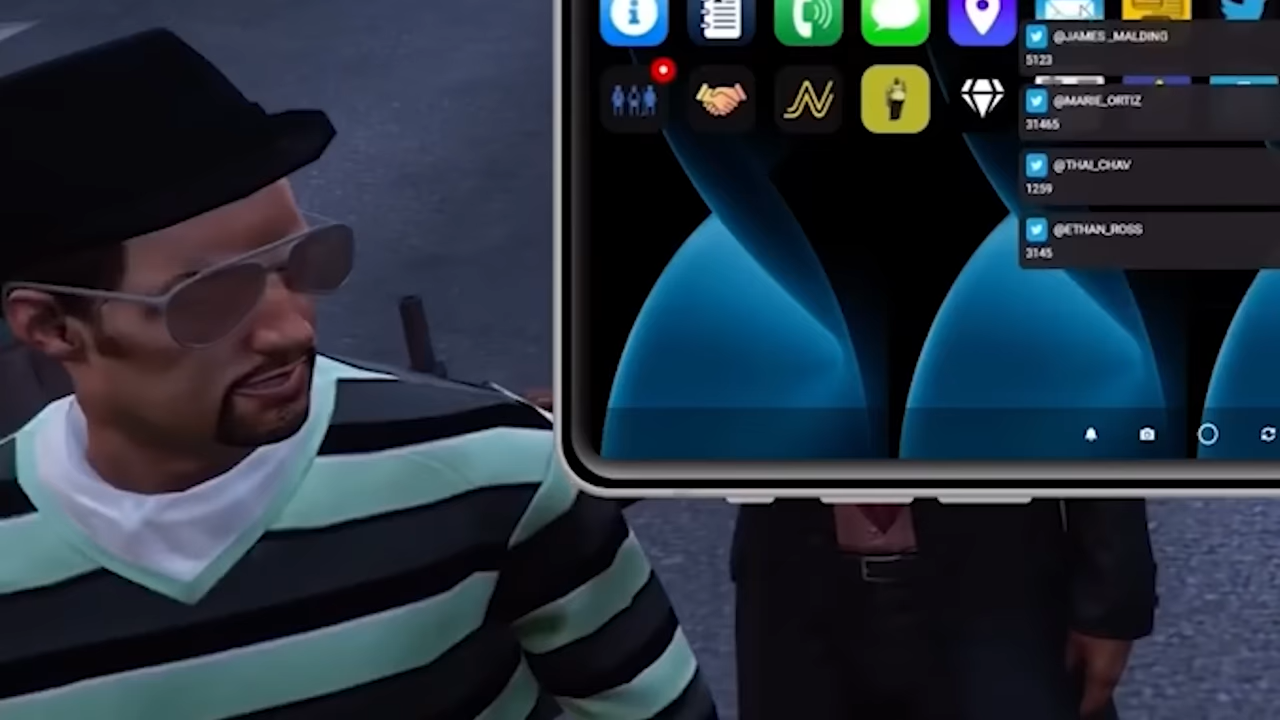 @JAMES_MALDING
5123
@MARIE_ORTIZ
31465
@THAI_CHAV
1259
@ETHAN_ROSS
3145